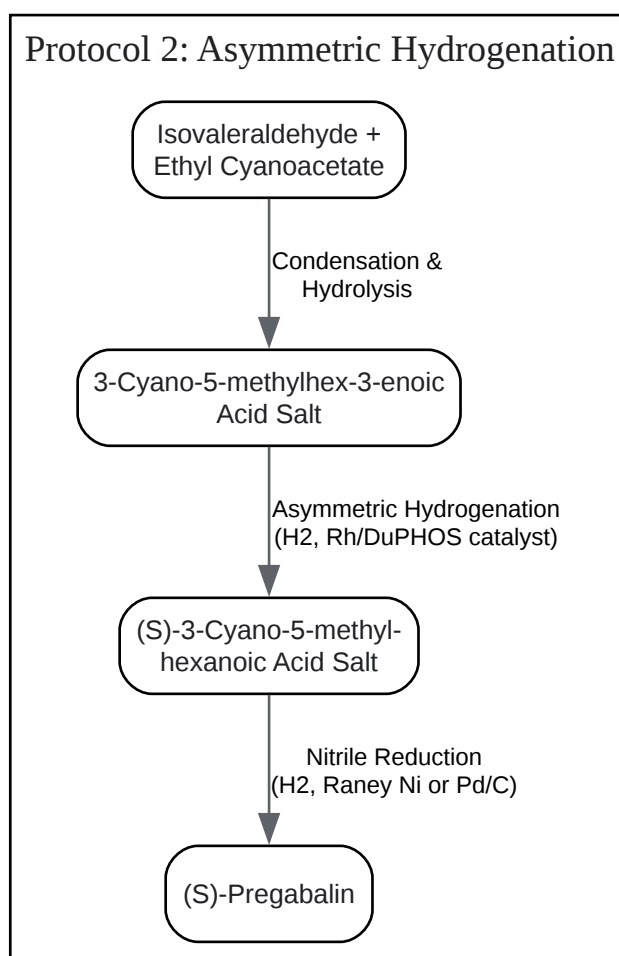 Protocol 2: Asymmetric Hydrogenation
Isovaleraldehyde +
Ethyl Cyanoacetate
Condensation &
Hydrolysis
3-Cyano-5-methylhex-3-enoic
Acid Salt
Asymmetric Hydrogenation
(H2, Rh/DuPHOS catalyst)
(S)-3-Cyano-5-methyl-
hexanoic Acid Salt
Nitrile Reduction
(H2, Raney Ni or Pd/C)
(S)-Pregabalin